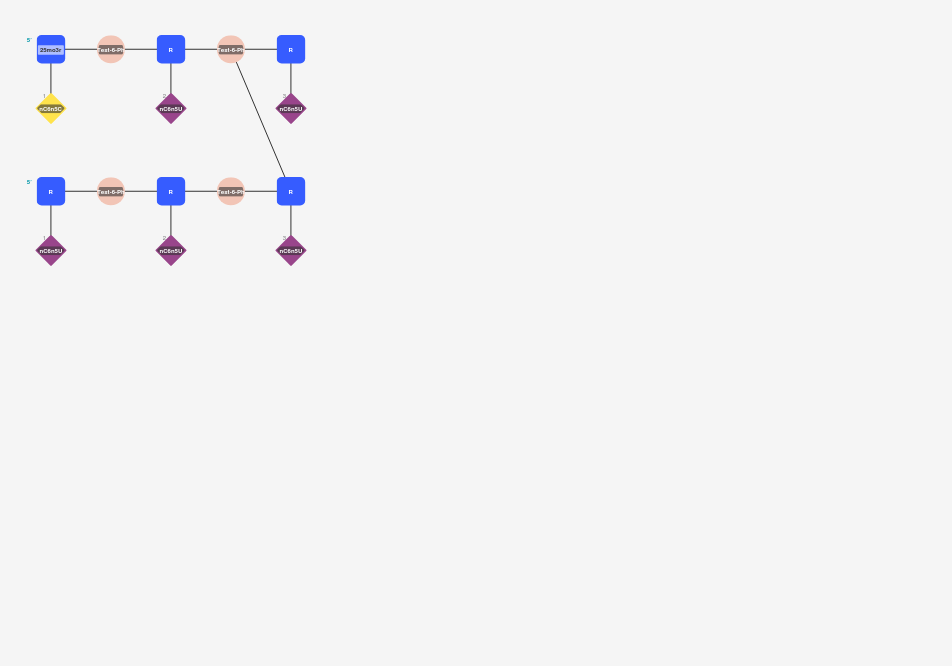 5'
25mo3r Test-6-Ph R Test-6-Ph R
1 2 3
nC6n5C nC6n5U nC6n5U
5'
R Test-6-Ph R Test-6-Ph R
1 2 3
nC6n5U nC6n5U nC6n5U